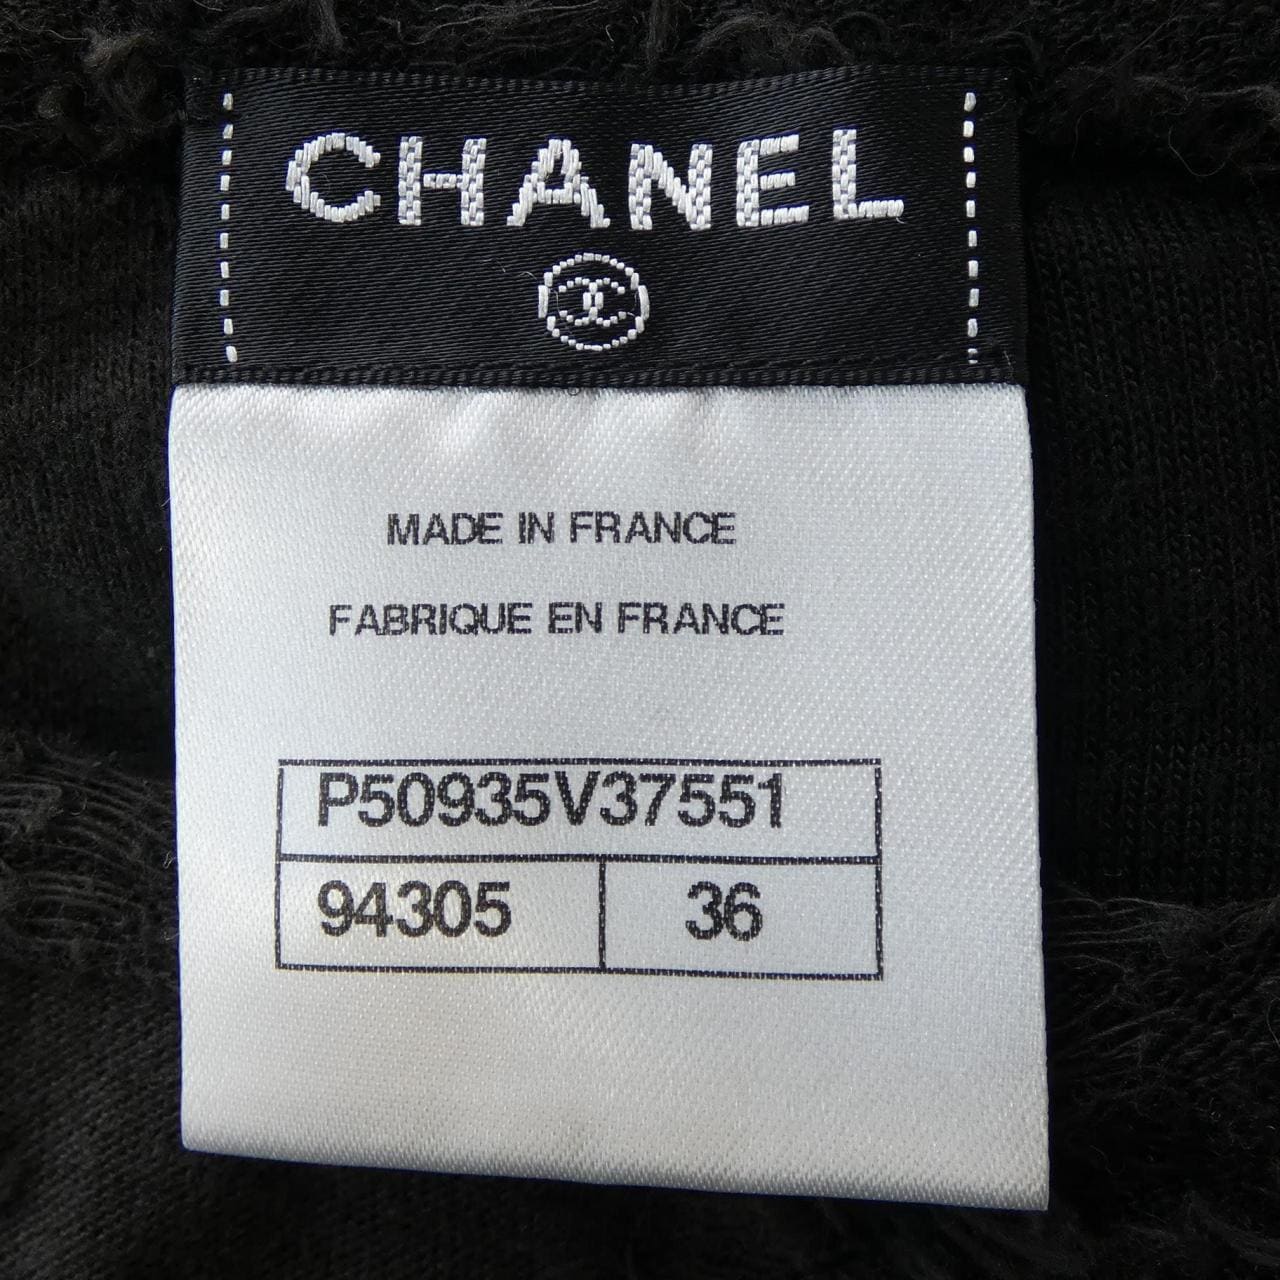 CHANEL
MADE IN FRANCE
FABRIQUE EN FRANCE
P50935V37551
94305 36